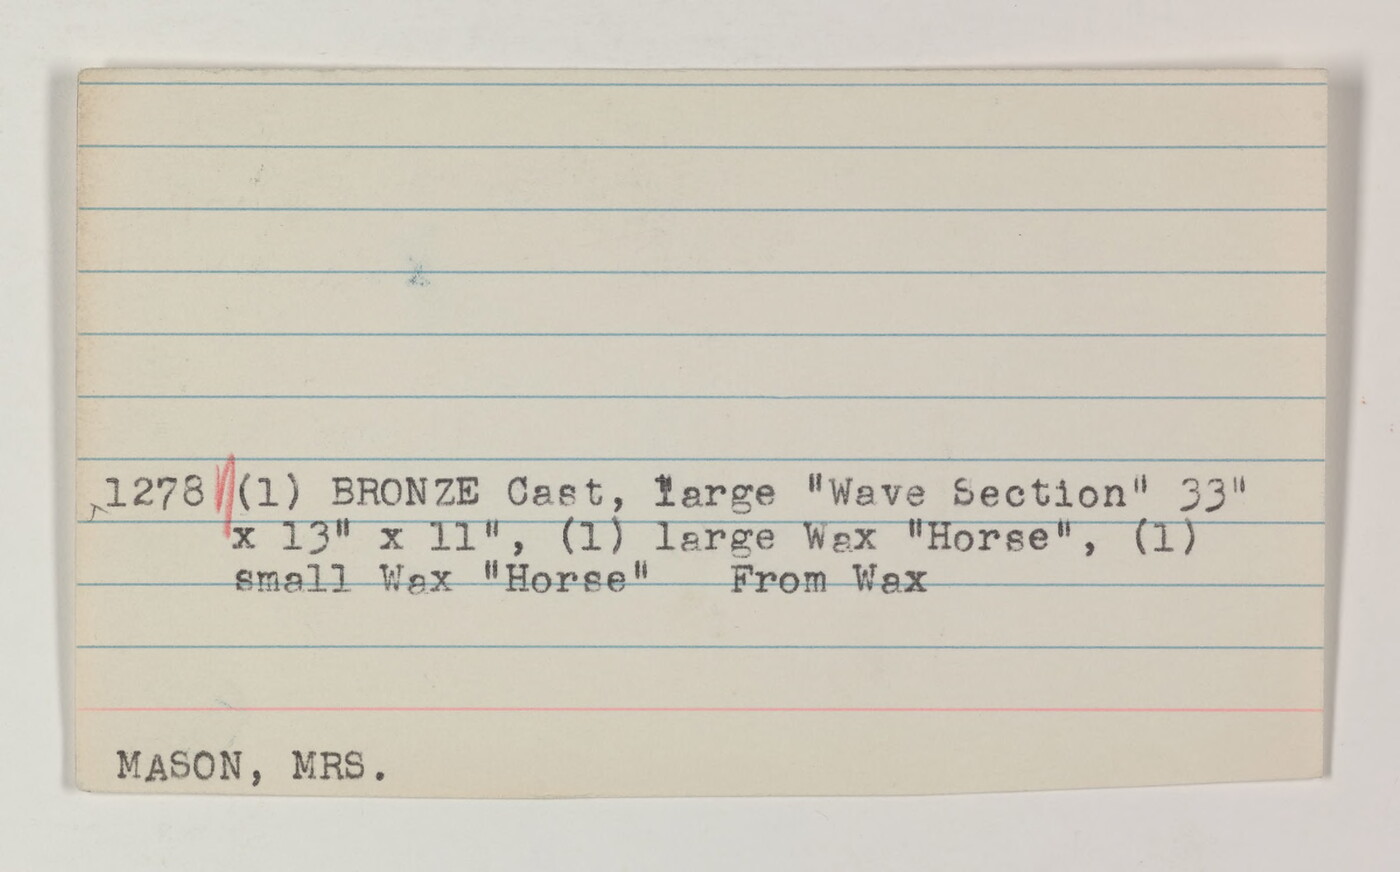 1278 (1) BRONZE Cast, large "Wave Section" 33"
x 13" x 11", (1) large Wax "Horse", (1)
small Wax "Horse" From Wax
MASON, MRS.